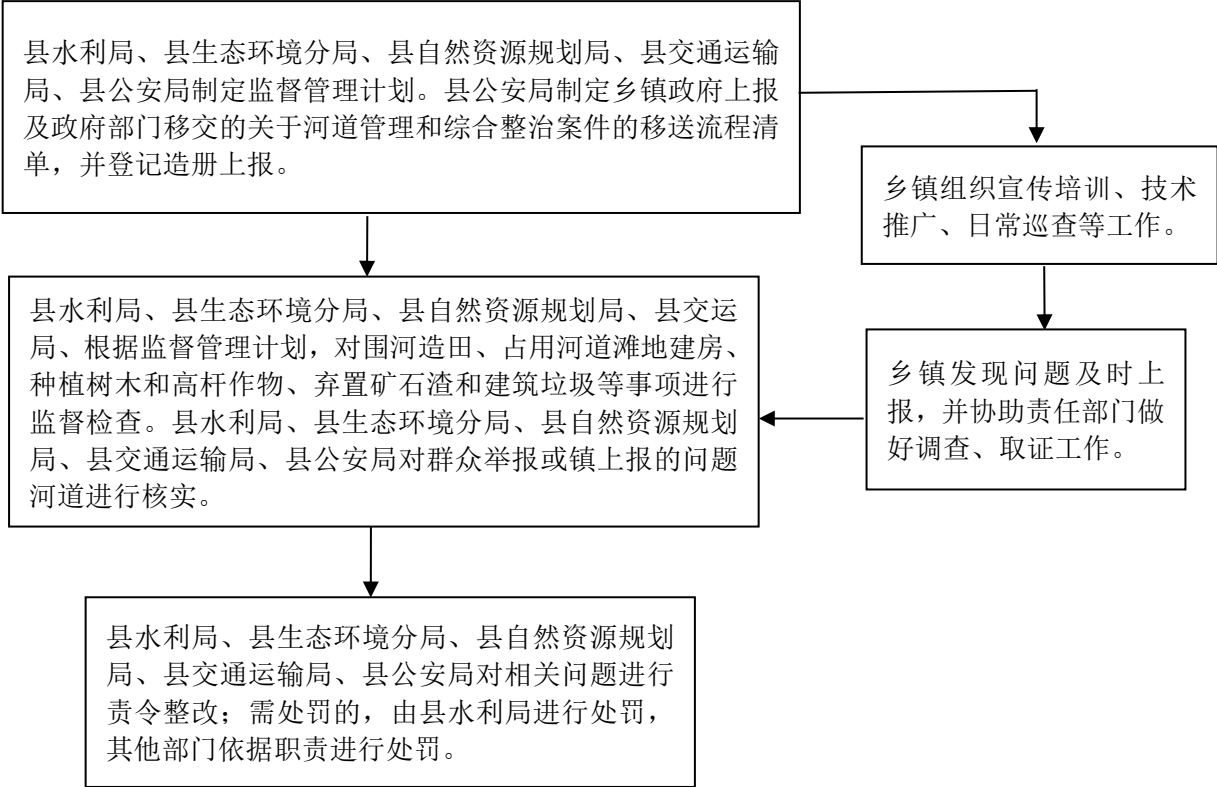 县水利局、县生态环境分局、县自然资源规划局、县交通运输
局、县公安局制定监督管理计划。县公安局制定乡镇政府上报
及政府部门移交的关于河道管理和综合整治案件的移送流程清
单，并登记造册上报。
乡镇组织宣传培训、技术
推广、日常巡查等工作。
县水利局、县生态环境分局、县自然资源规划局、县交运
局、根据监督管理计划，对围河造田、占用河道滩地建房、
种植树木和高杆作物、弃置矿石渣和建筑垃圾等事项进行
监督检查。县水利局、县生态环境分局、县自然资源规划
局、县交通运输局、县公安局对群众举报或镇上报的问题
河道进行核实。
乡镇发现问题及时上
报，并协助责任部门做
好调查、取证工作。
县水利局、县生态环境分局、县自然资源规划
局、县交通运输局、县公安局对相关问题进行
责令整改；需处罚的，由县水利局进行处罚，
其他部门依据职责进行处罚。